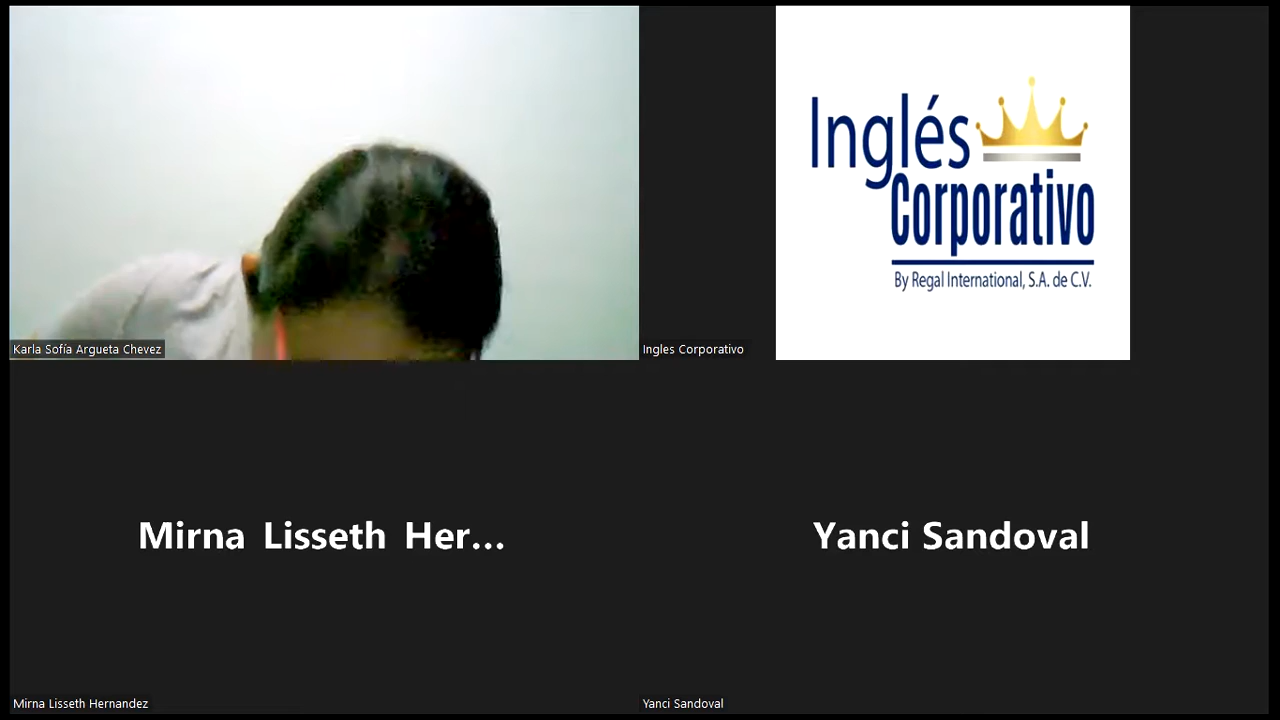 Inglés
Corporativo
By Regal International, S.A. de C.V.
Karla Sofía Argueta Chevez
Ingles Corporativo
Mirna Lisseth Her...
Yanci Sandoval
Mirna Lisseth Hernandez
Yanci Sandoval